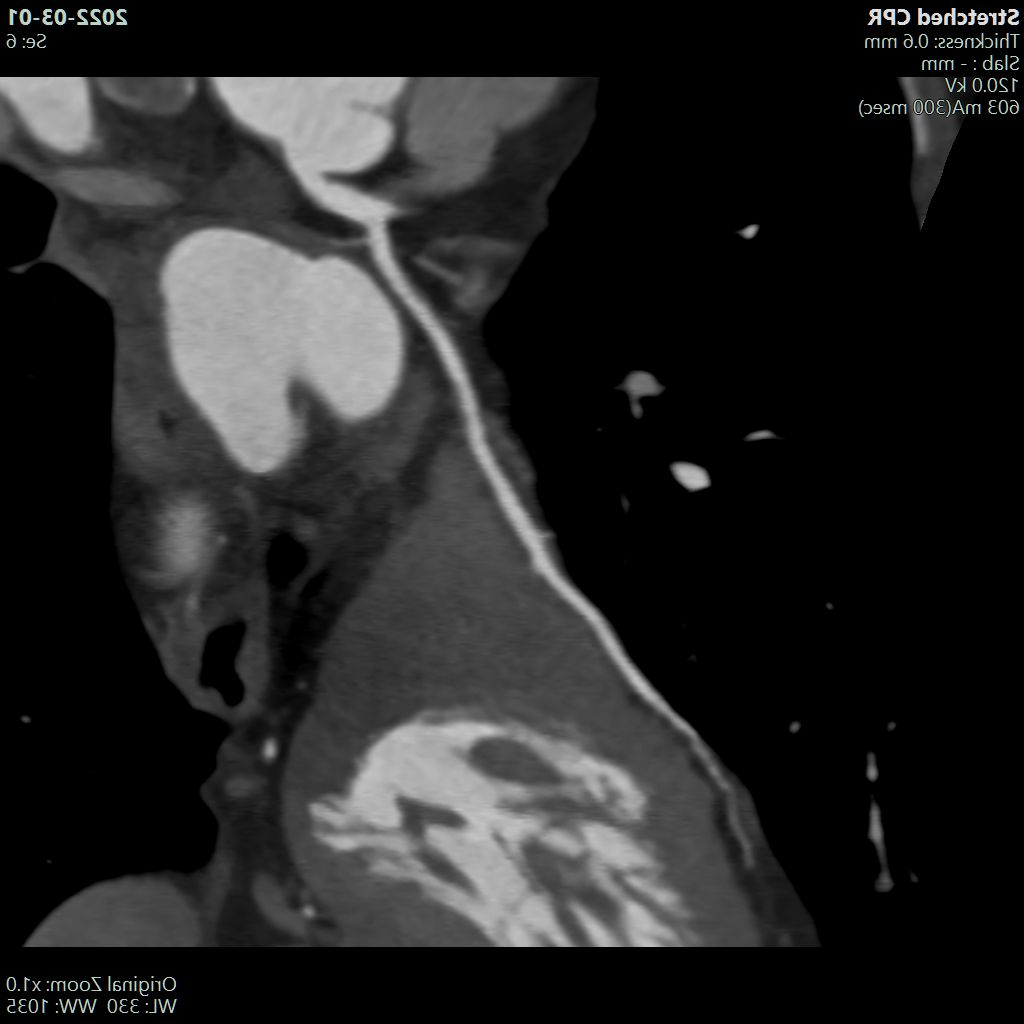 Stretched CPR
Thickness: 0.6 mm
Slab : - mm
120.0 kV
603 mA(300 msec)
2022-03-01
Se: 6
Original Zoom: x1.0
WL: 330 WW: 1035